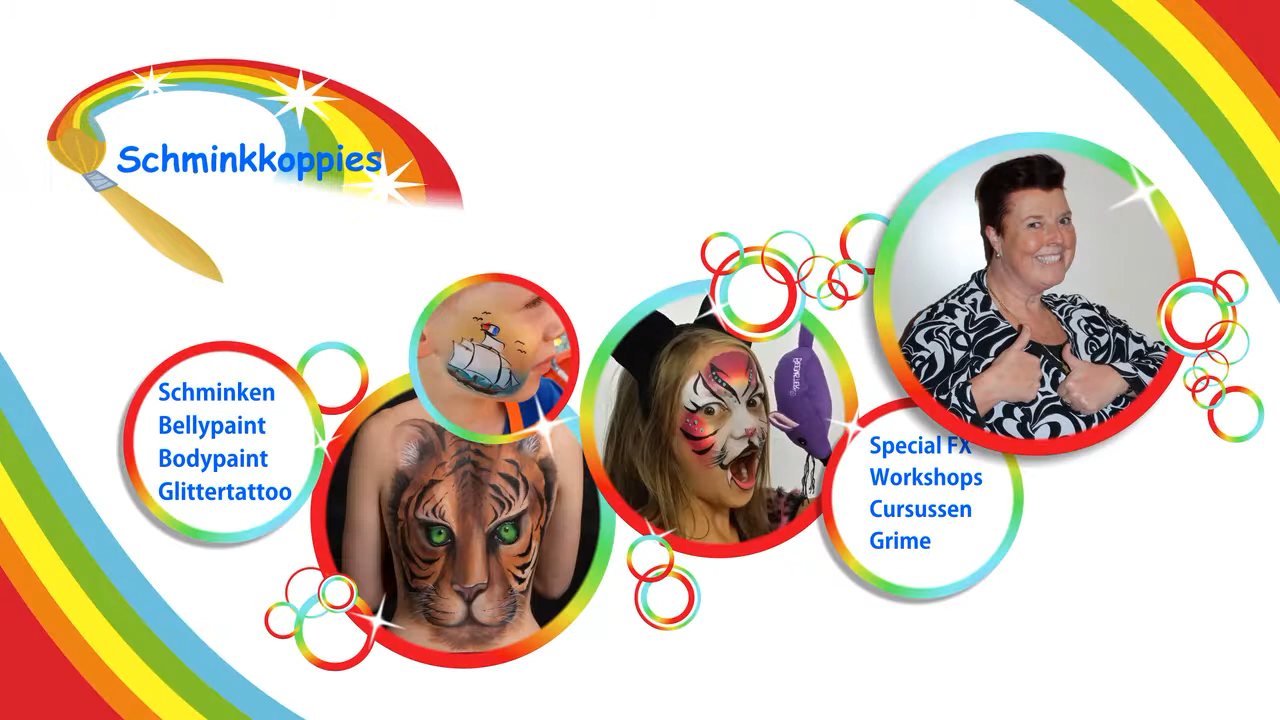 Schminkkoppies
Schminken
Bellypaint
Bodypaint
Glittertattoo
Special FX
Workshops
Cursussen
Grime